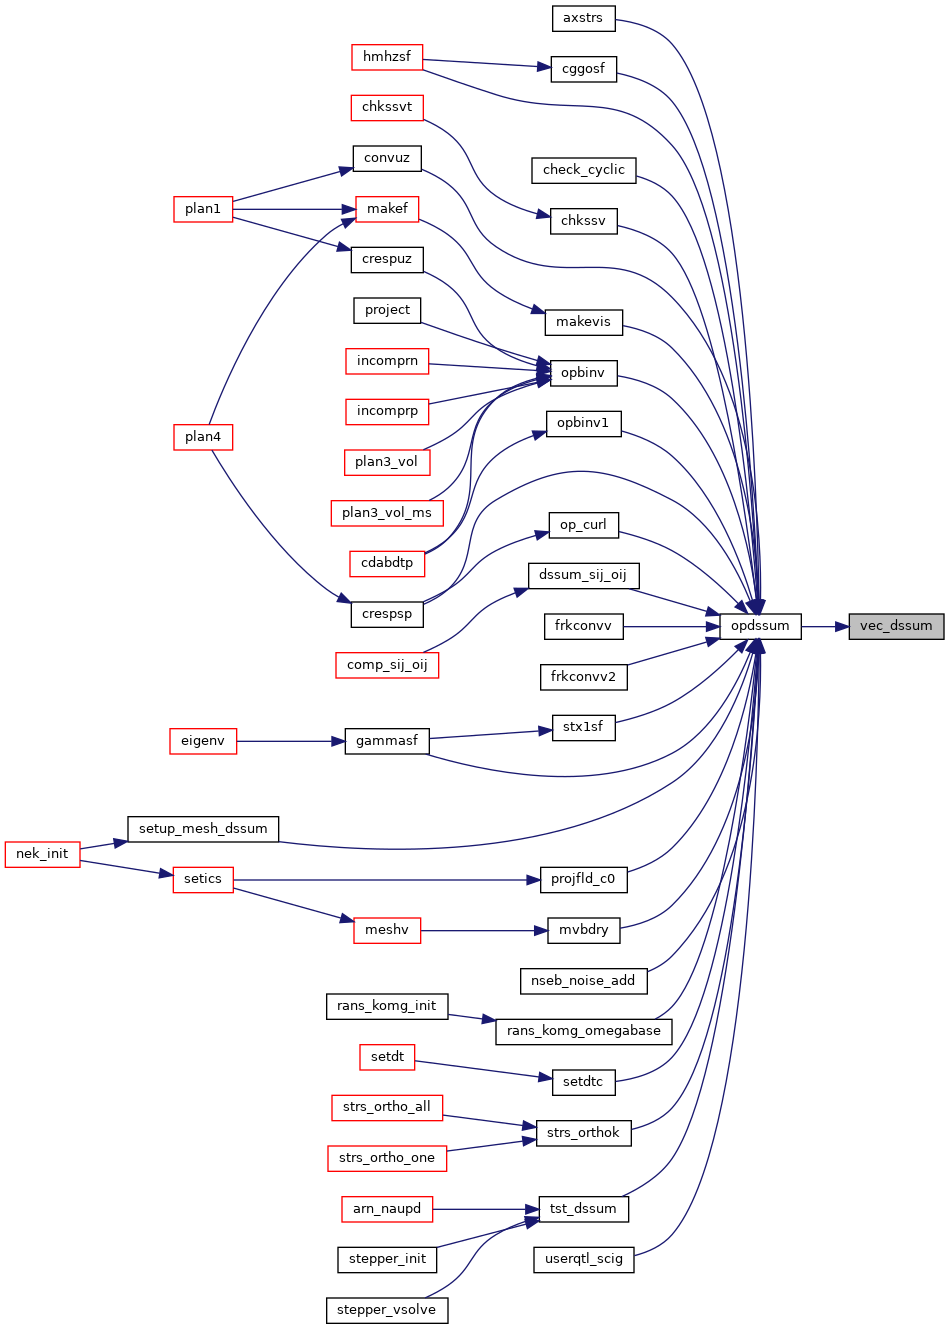 axstrs
hmhzsf
cggosf
chkssvt
convuz
check_cyclic
plan1
makef
chkssv
crespuz
project
makevis
incomprn
opbinv
incomprp
opbinv1
plan4
plan3_vol
plan3_vol_ms
op_curl
cdabdtp
dssum_sij_oij
crespsp
frkconvv
opdssum
vec_dssum
comp_sij_oij
frkconvv2
stx1sf
eigenv
gammasf
setup_mesh_dssum
nek_init
setics
projfld_c0
meshv
mvbdry
nseb_noise_add
rans_komg_init
rans_komg_omegabase
setdt
setdtc
strs_ortho_all
strs_orthok
strs_ortho_one
arn_naupd
tst_dssum
stepper_init
userqtl_scig
stepper_vsolve